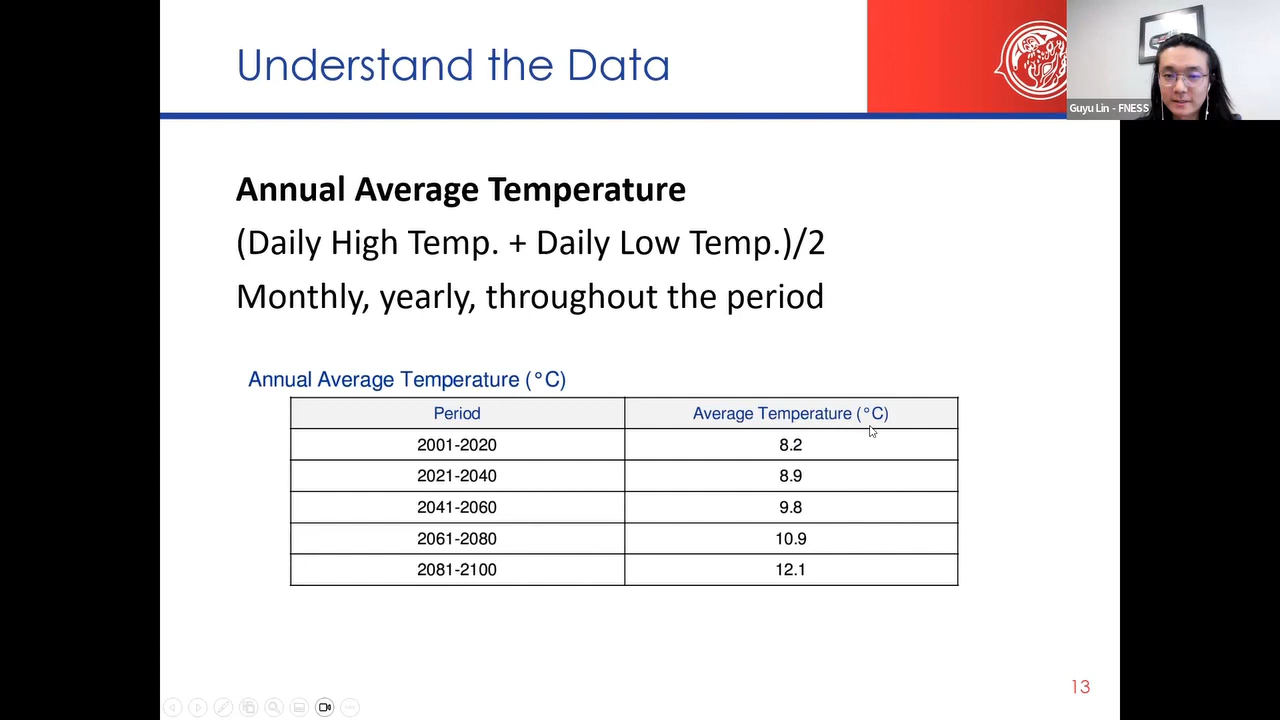 Understand the Data
Guyu Lin - FNESS
Annual Average Temperature
(Daily High Temp. + Daily Low Temp.)/2
Monthly, yearly, throughout the period
Annual Average Temperature (°C)
Period Average Temperature (°C)
2001-2020 8.2
2021-2040 8.9
2041-2060 9.8
2061-2080 10.9
2081-2100 12.1
13